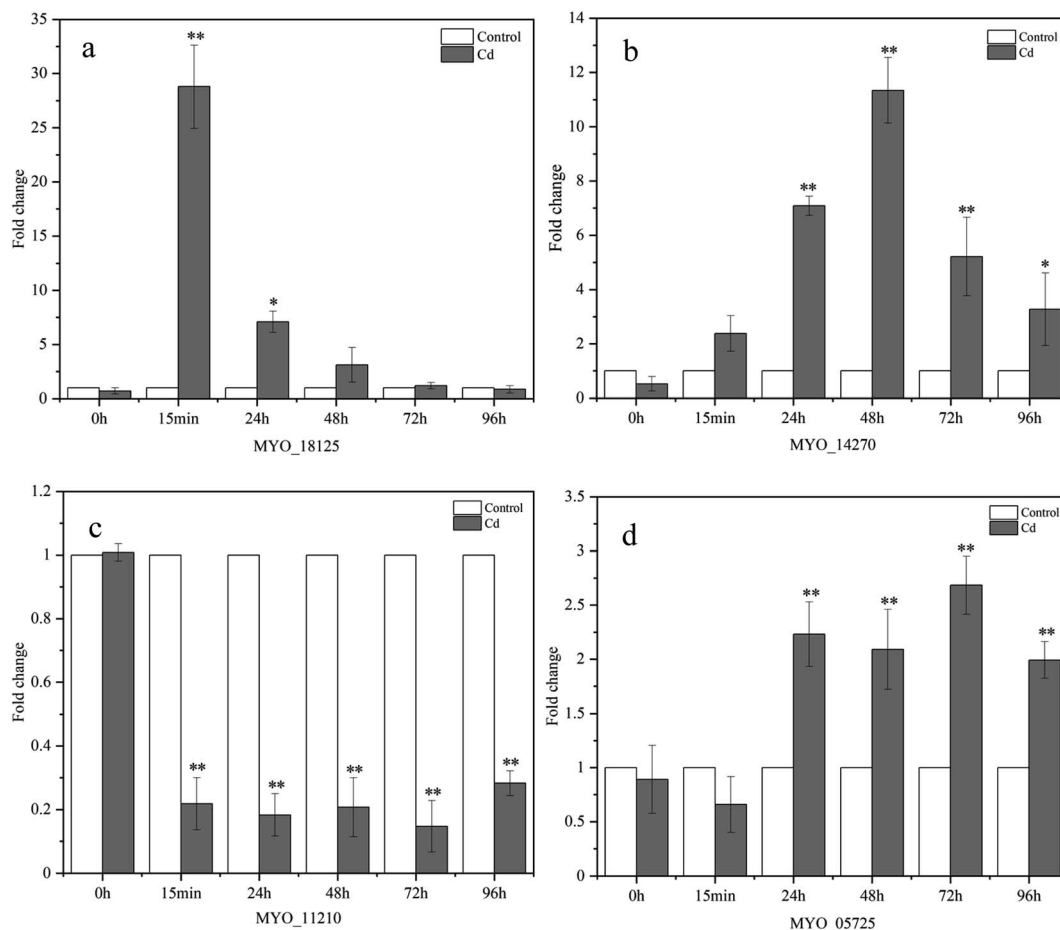 a
Control
Cd
35
30
25
20
15
10
5
0
Fold change
**
*
0h 15min 24h 48h 72h 96h
MYO_18125
b
Control
Cd
14
12
10
8
6
4
2
0
Fold change
**
**
**
*
0h 15min 24h 48h 72h 96h
MYO_14270
c
Control
Cd
1.2
1
0.8
0.6
0.4
0.2
0
Fold change
** ** ** ** **
0h 15min 24h 48h 72h 96h
MYO_11210
d
Control
Cd
3.5
3
2.5
2
1.5
1
0.5
0
Fold change
** ** ** **
0h 15min 24h 48h 72h 96h
MYO_05725